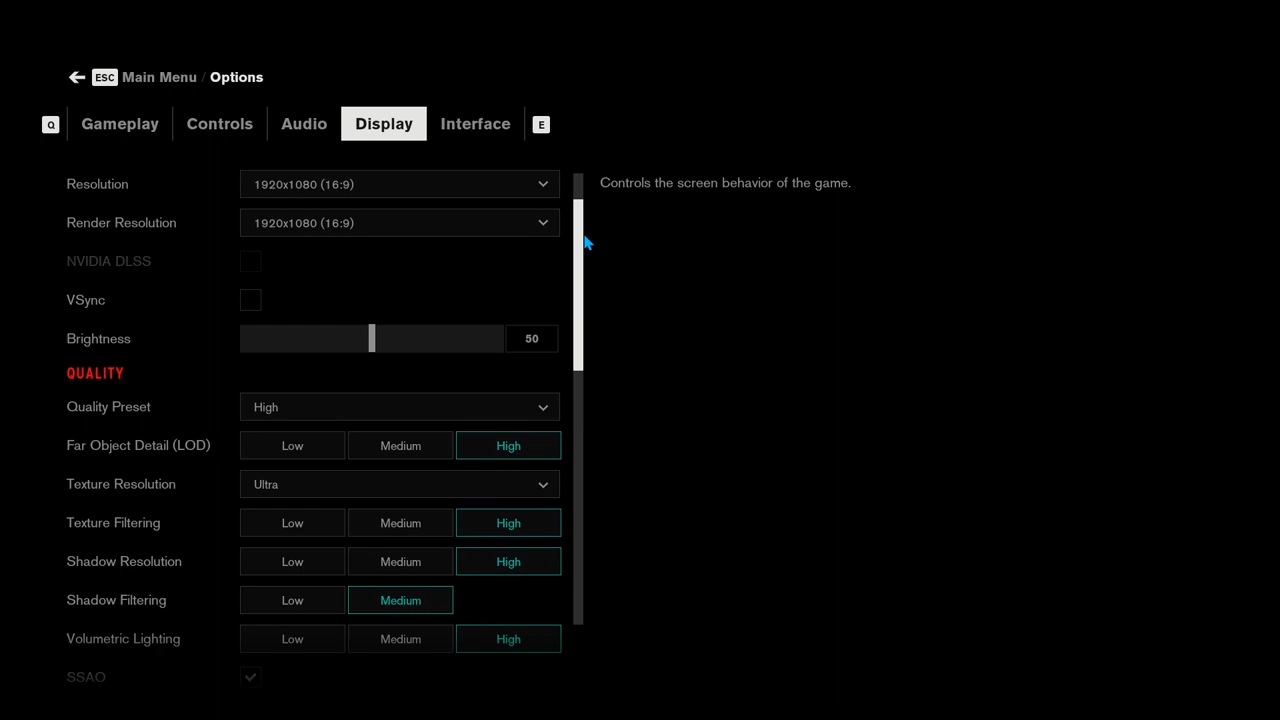 ESC Main Menu / Options
Q Gameplay Controls Audio Display Interface E
Resolution 1920x1080 (16:9) Controls the screen behavior of the game.
Render Resolution 1920x1080 (16:9)
NVIDIA DLSS
VSync
Brightness 50
QUALITY
Quality Preset High
Far Object Detail (LOD) Low Medium High
Texture Resolution Ultra
Texture Filtering Low Medium High
Shadow Resolution Low Medium High
Shadow Filtering Low Medium
Volumetric Lighting Low Medium High
SSAO